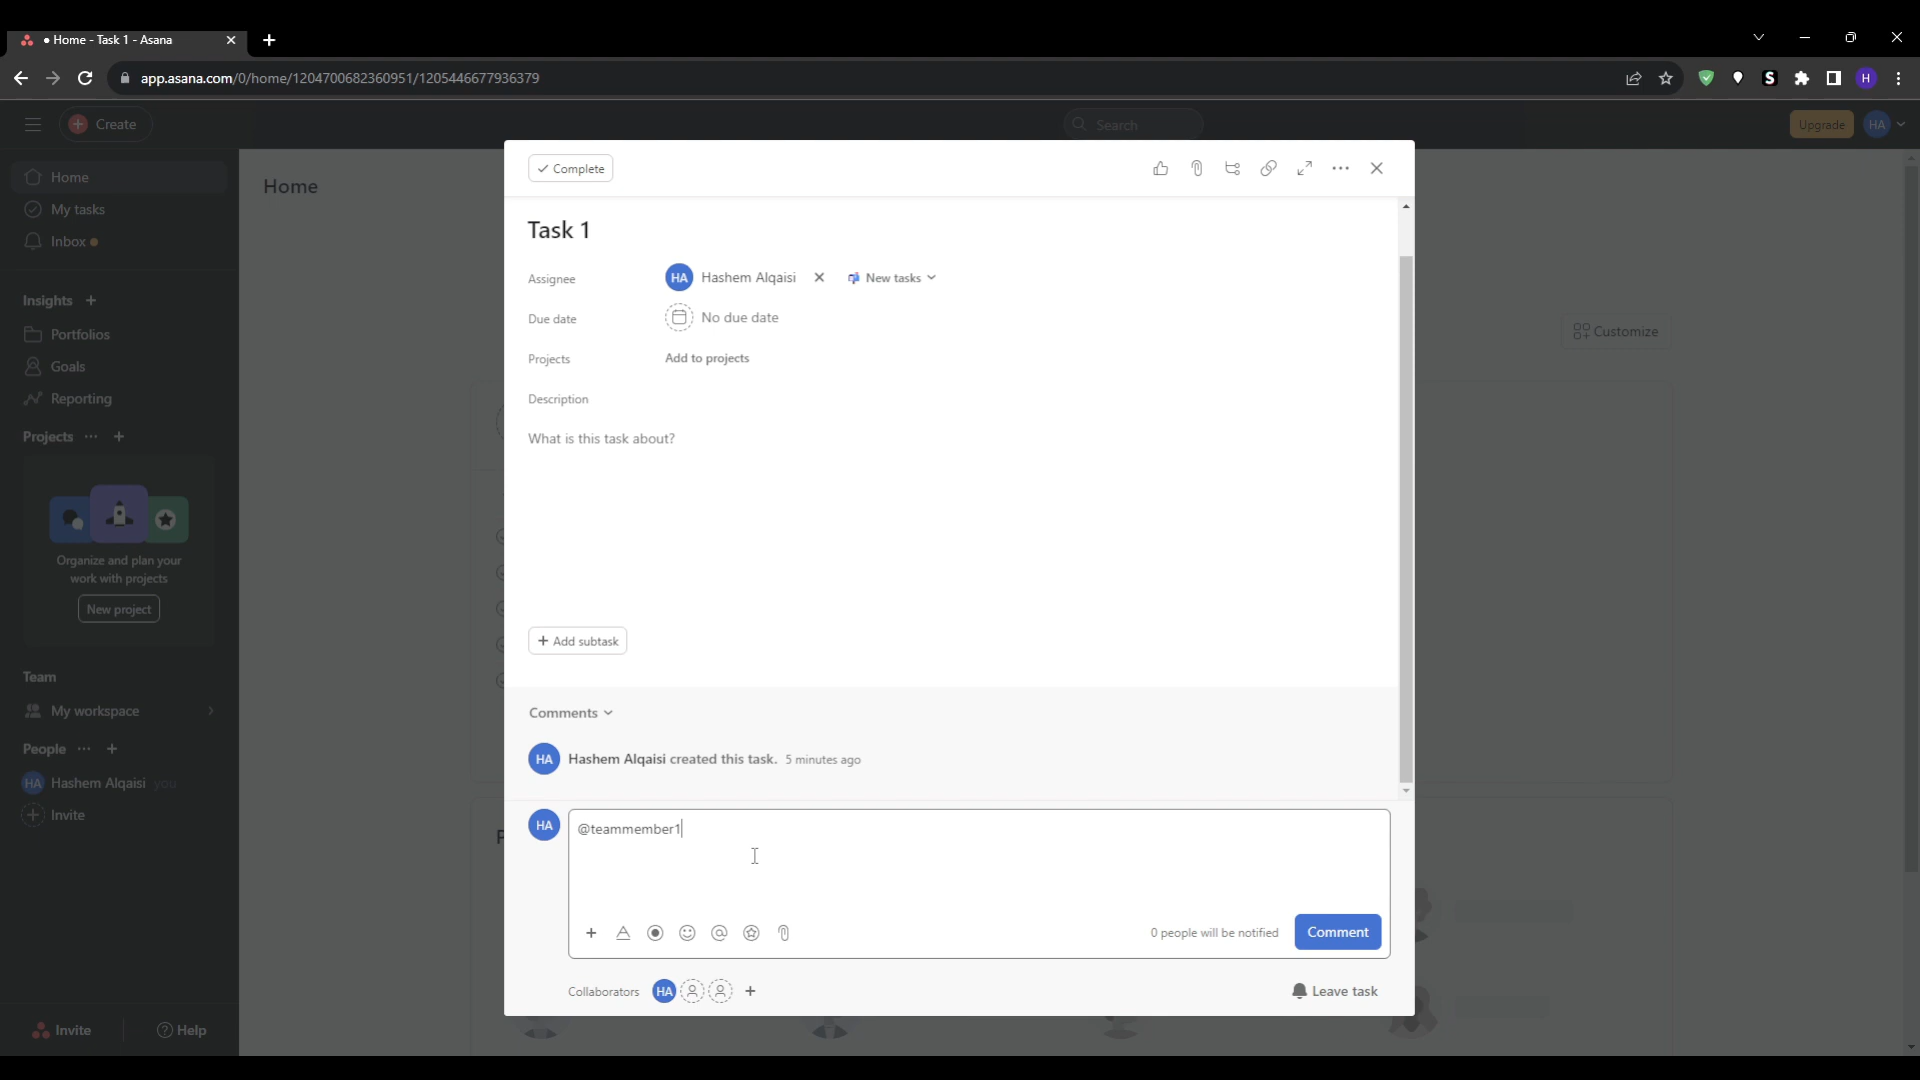 • Home - Task 1 - Asana
app.asana.com/0/home/1204700682360951/1205446677936379
H
Create
Search
Upgrade
HA
Home
My tasks
Inbox
Insights
Portfolios
Goals
Reporting
Projects
Organize and plan your
work with projects
New project
Team
My workspace
People
HA Hashem Alqaisi you
Invite
Invite
Help
Home
Customize
Complete
Task 1
Assignee HA Hashem Alqaisi New tasks
Due date No due date
Projects Add to projects
Description
What is this task about?
+ Add subtask
Comments
HA Hashem Alqaisi created this task. 5 minutes ago
HA @teammember1
0 people will be notified Comment
Collaborators HA + Leave task